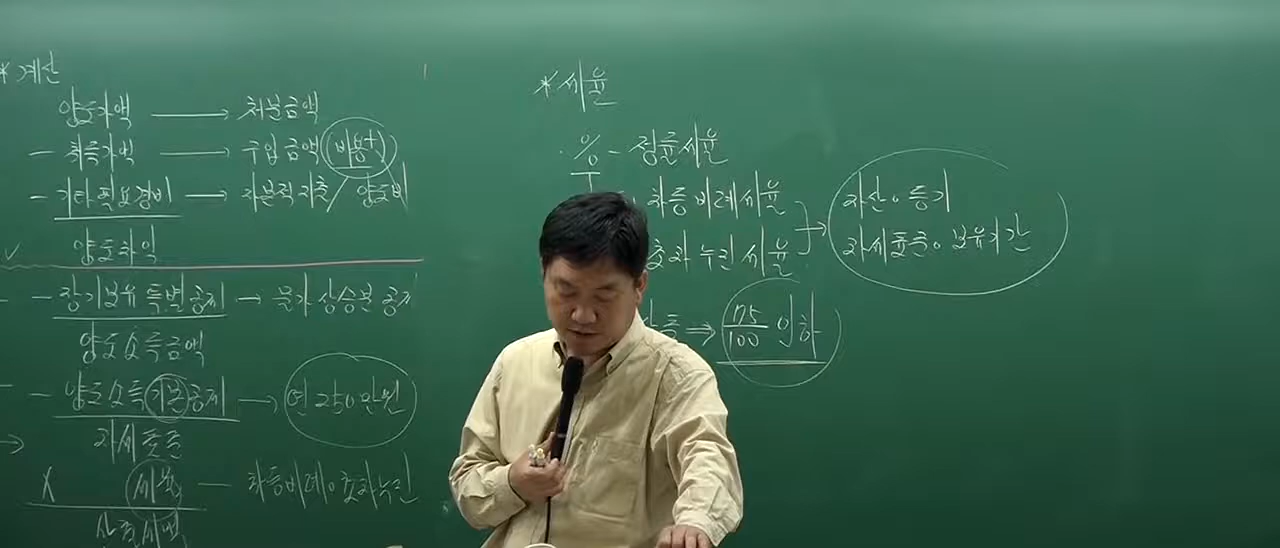 * 계산
양도가액 → 처분금액
- 취득가액 → 구입금액 (비용+)
- 기타필요경비 → 자본적지출 / 양도비
양도차익
- 장기보유특별공제 → 물가상승분 공제
양도소득금액
- 양도소득기본공제 → 연 250만원
과세표준
X 세율 - 차등비례, 초과누진
산출세액
* 세율
· % - 정률세율
차등비례세율
초과누진세율
→ 자산, 등기
과세표준, 보유기간
⇒ 75/100 인하